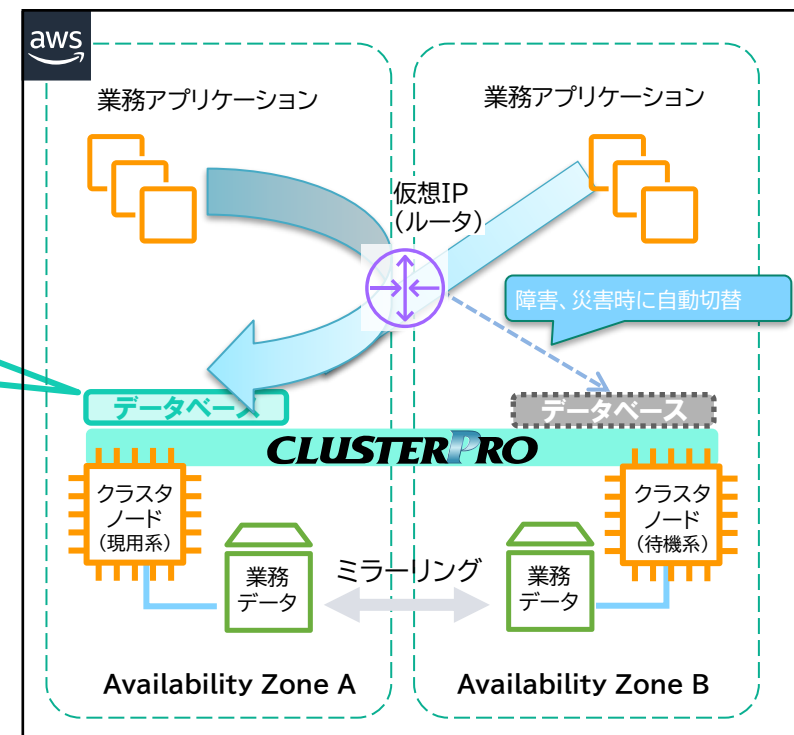 aws
業務アプリケーション
業務アプリケーション
仮想IP
(ルータ)
障害、災害時に自動切替
データベース
データベース
CLUSTERPRO
クラスタ
ノード
(現用系)
業務
データ
ミラーリング
業務
データ
クラスタ
ノード
(待機系)
Availability Zone A
Availability Zone B